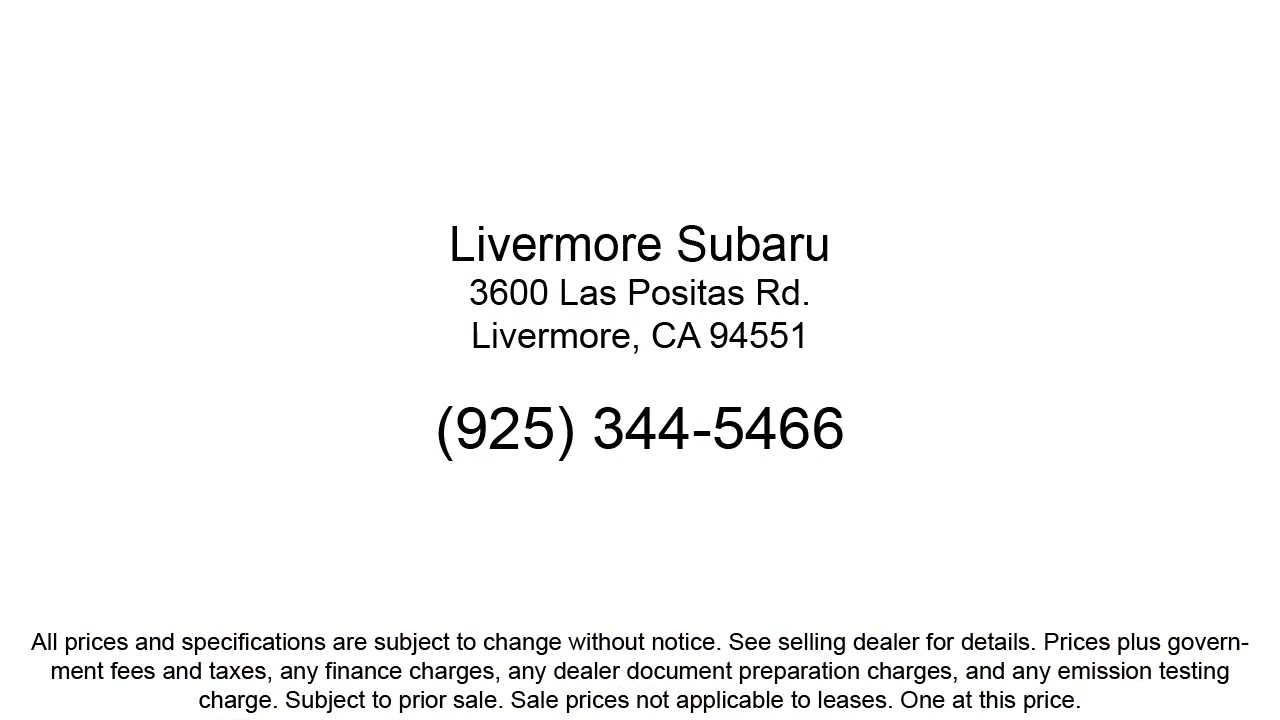 Livermore Subaru
3600 Las Positas Rd.
Livermore, CA 94551
(925) 344-5466
All prices and specifications are subject to change without notice. See selling dealer for details. Prices plus govern-
ment fees and taxes, any finance charges, any dealer document preparation charges, and any emission testing
charge. Subject to prior sale. Sale prices not applicable to leases. One at this price.